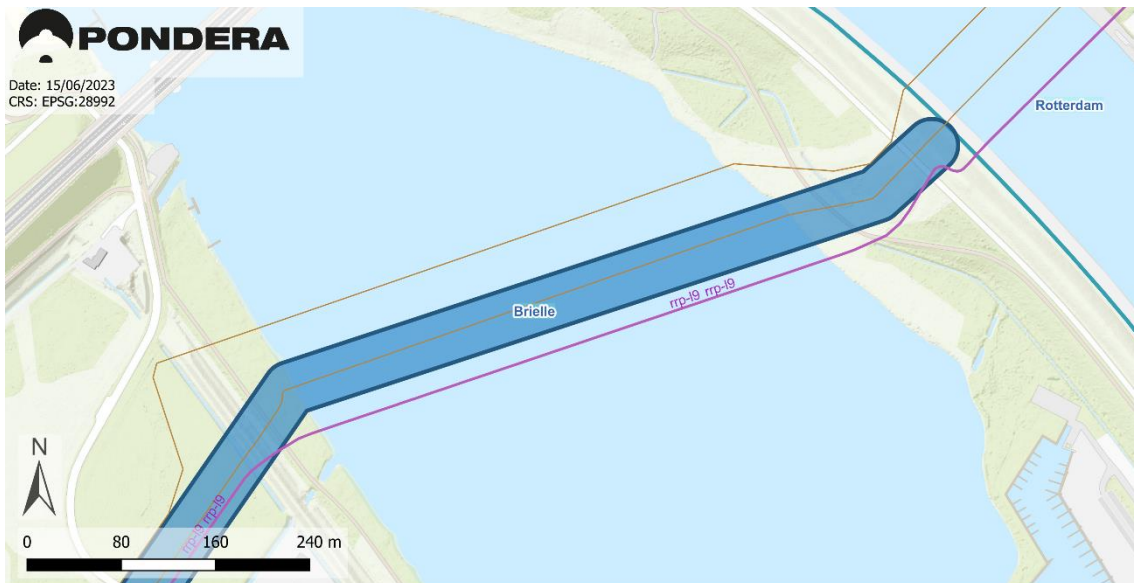 PONDERA
Date: 15/06/2023
CRS: EPSG:28992
Rotterdam
rrp-l9 rrp-l9
Brielle
N
rrp-l9 rrp-l9
0 80 160 240 m